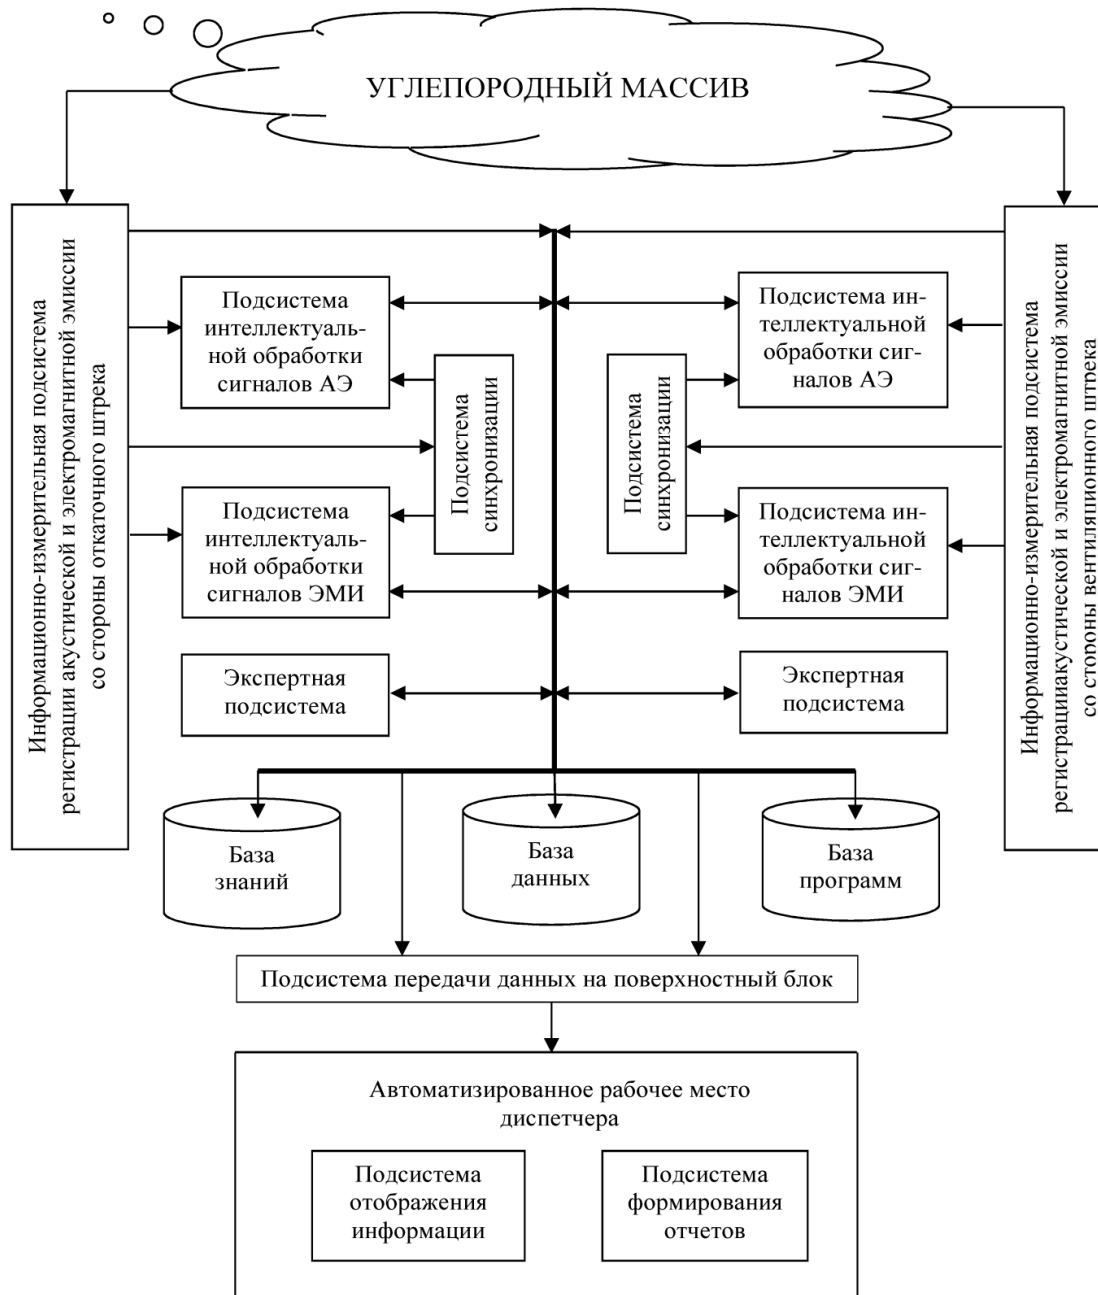 УГЛЕПОРОДНЫЙ МАССИВ
Информационно-измерительная подсистема
регистрации акустической и электромагнитной эмиссии
со стороны откаточного штрека
Подсистема
интеллектуаль-
ной обработки
сигналов АЭ
Подсистема
синхронизации
Подсистема
интеллектуаль-
ной обработки
сигналов ЭМИ
Экспертная
подсистема
Подсистема ин-
теллектуальной
обработки сиг-
налов АЭ
Подсистема
синхронизации
Подсистема ин-
теллектуальной
обработки сиг-
налов ЭМИ
Экспертная
подсистема
Информационно-измерительная подсистема
регистрацииакустической и электромагнитной эмиссии
со стороны вентиляционного штрека
База
знаний
База
данных
База
программ
Подсистема передачи данных на поверхностный блок
Автоматизированное рабочее место
диспетчера
Подсистема
отображения
информации
Подсистема
формирования
отчетов